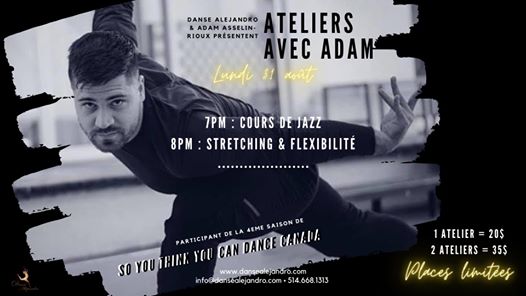 DANSE ALEJANDRO
& ADAM ASSELIN-
RIOUX PRÉSENTENT
ATELIERS
AVEC ADAM
Lundi 31 août
7PM : COURS DE JAZZ
8PM : STRETCHING & FLEXIBILITÉ
PARTICIPANT DE LA 4EME SAISON DE
SO YOU THINK YOU CAN DANCE CANADA
www.dansealejandro.com
info@dansealejandro.com • 514.668.1313
1 ATELIER = 20$
2 ATELIERS = 35$
Places limitées